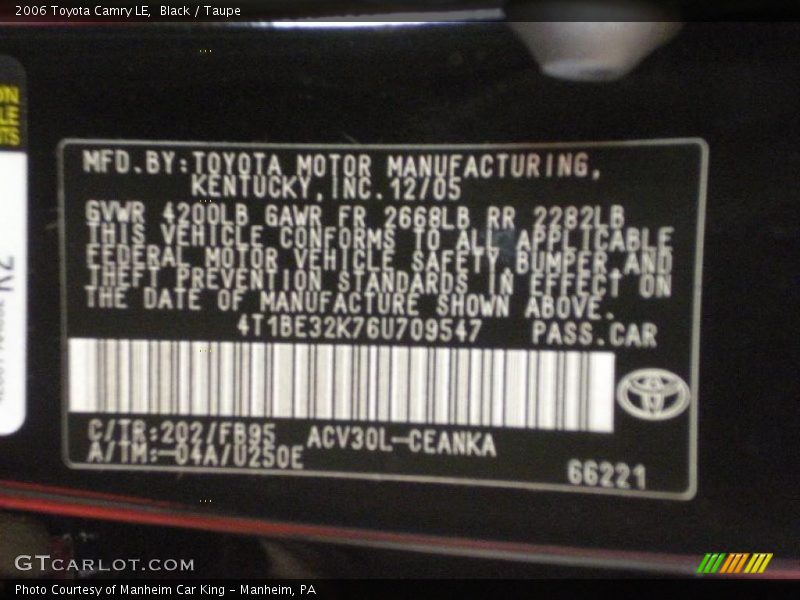 2006 Toyota Camry LE, Black / Taupe
MFD.BY:TOYOTA MOTOR MANUFACTURING,
KENTUCKY,INC.12/05
GVWR 4200LB GAWR FR 2668LB RR 2282LB
THIS VEHICLE CONFORMS TO ALL APPLICABLE
FEDERAL MOTOR VEHICLE SAFETY,BUMPER,AND
THEFT PREVENTION STANDARDS IN EFFECT ON
THE DATE OF MANUFACTURE SHOWN ABOVE.
4T1BE32K76U709547 PASS.CAR
C/TR:202/FB95 ACV30L-CEANKA
A/TM:-04A/U250E
66221
GTCARLOT.COM
Photo Courtesy of Manheim Car King - Manheim, PA